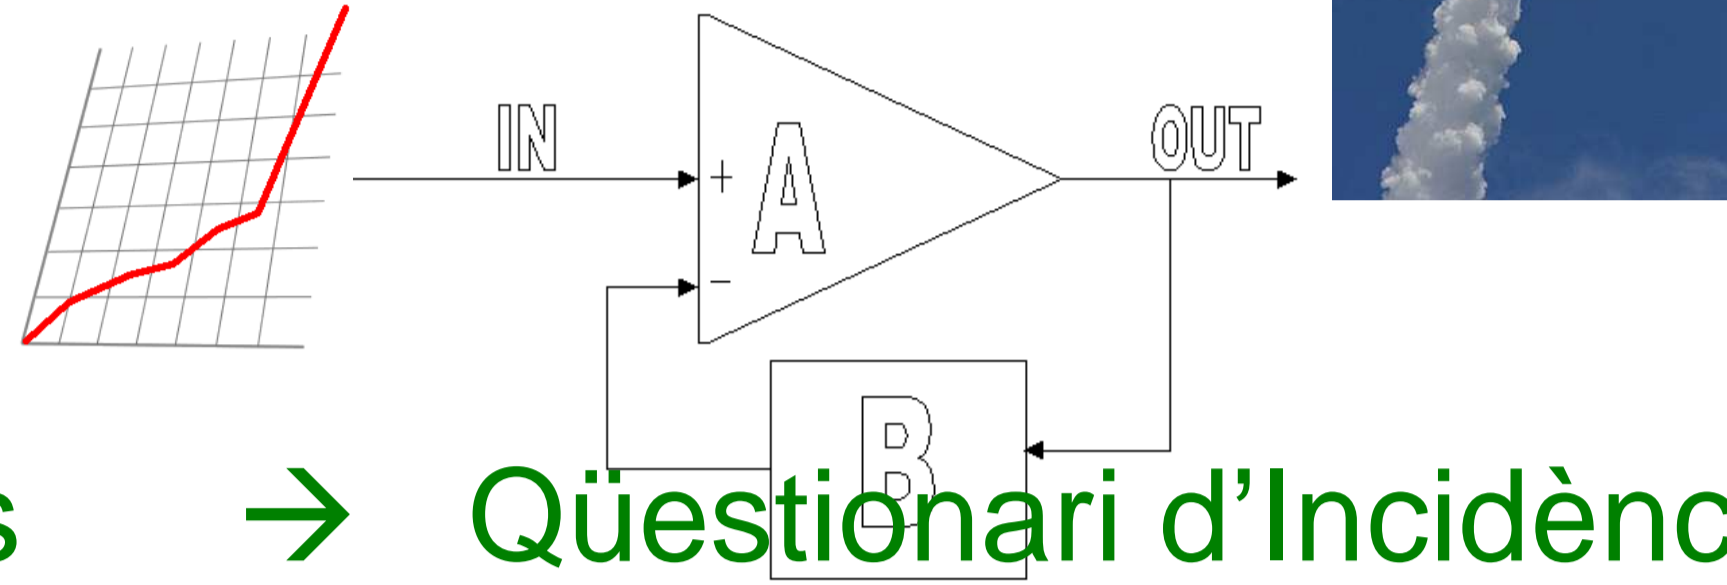 IN
OUT
+
A
−
B
s → Qüestionari d’Incidènc